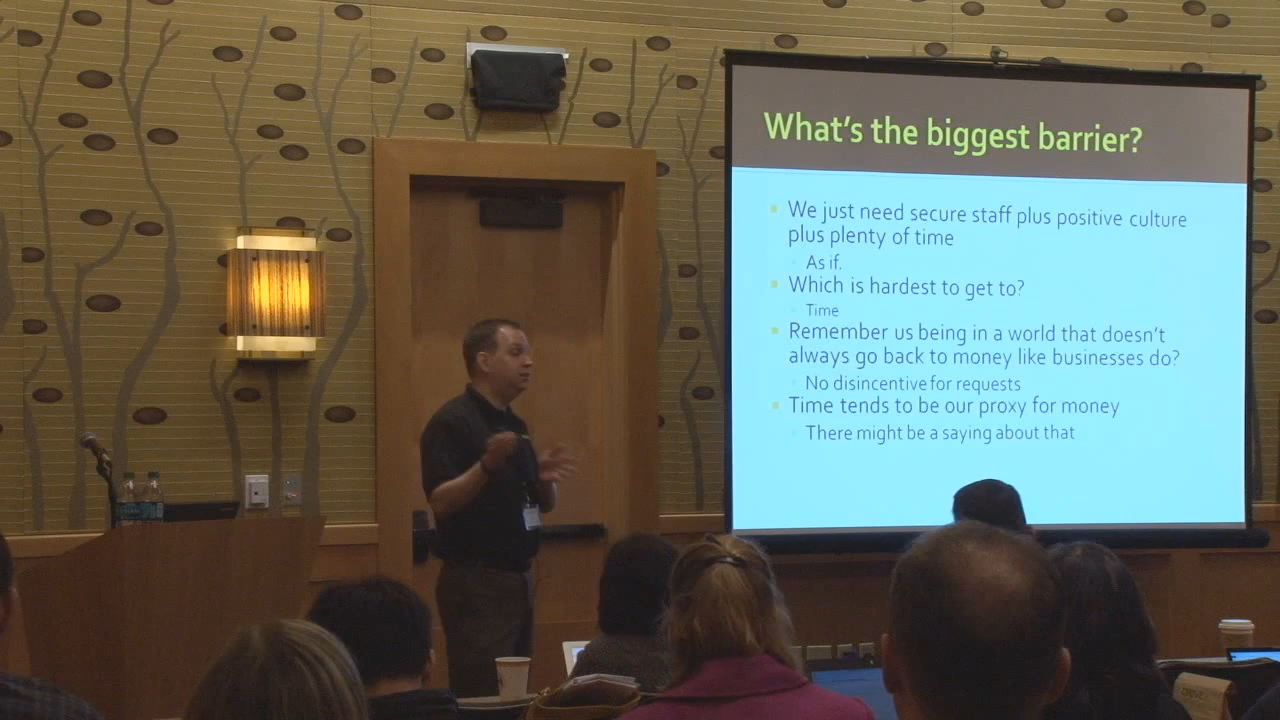 What's the biggest barrier?
We just need secure staff plus positive culture
plus plenty of time
As if.
Which is hardest to get to?
Time
Remember us being in a world that doesn't
always go back to money like businesses do?
No disincentive for requests
Time tends to be our proxy for money
There might be a saying about that